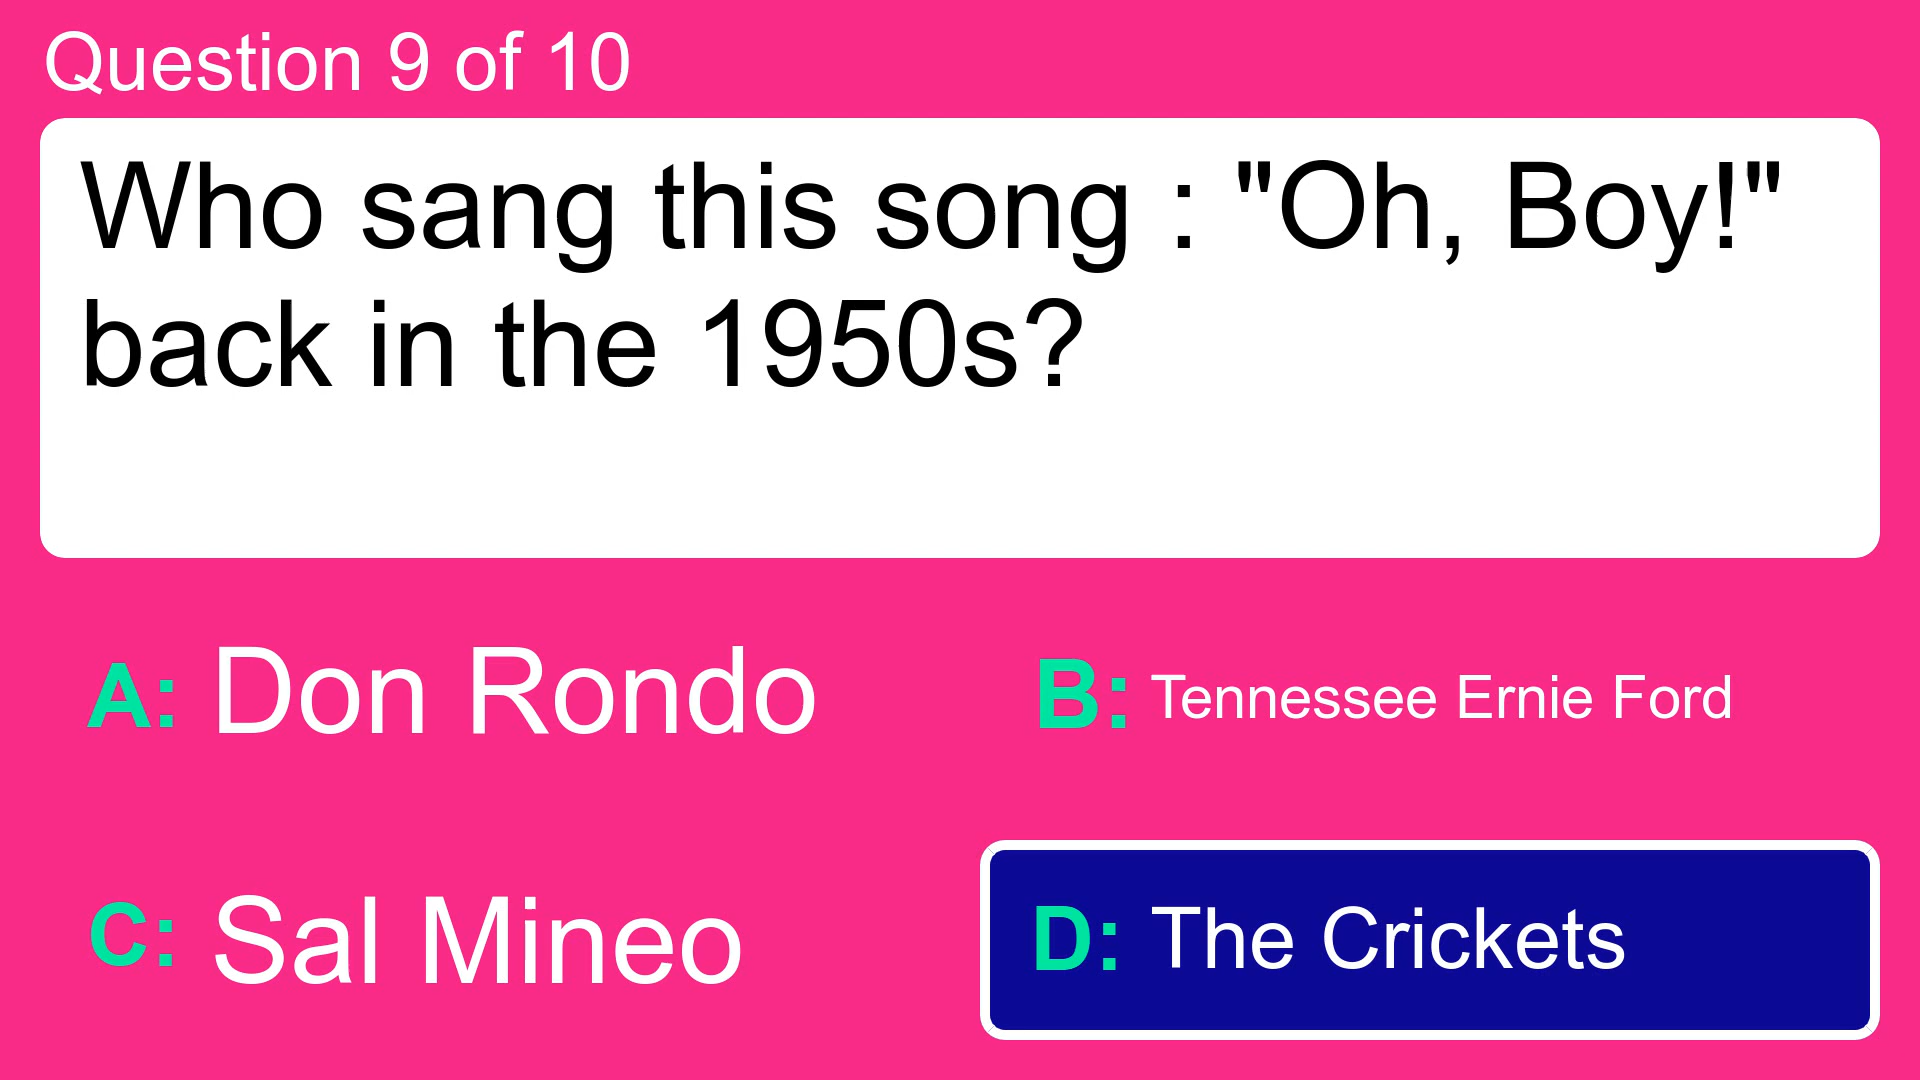 Question 9 of 10
Who sang this song : "Oh, Boy!"
back in the 1950s?
A: Don Rondo
B: Tennessee Ernie Ford
C: Sal Mineo
D: The Crickets